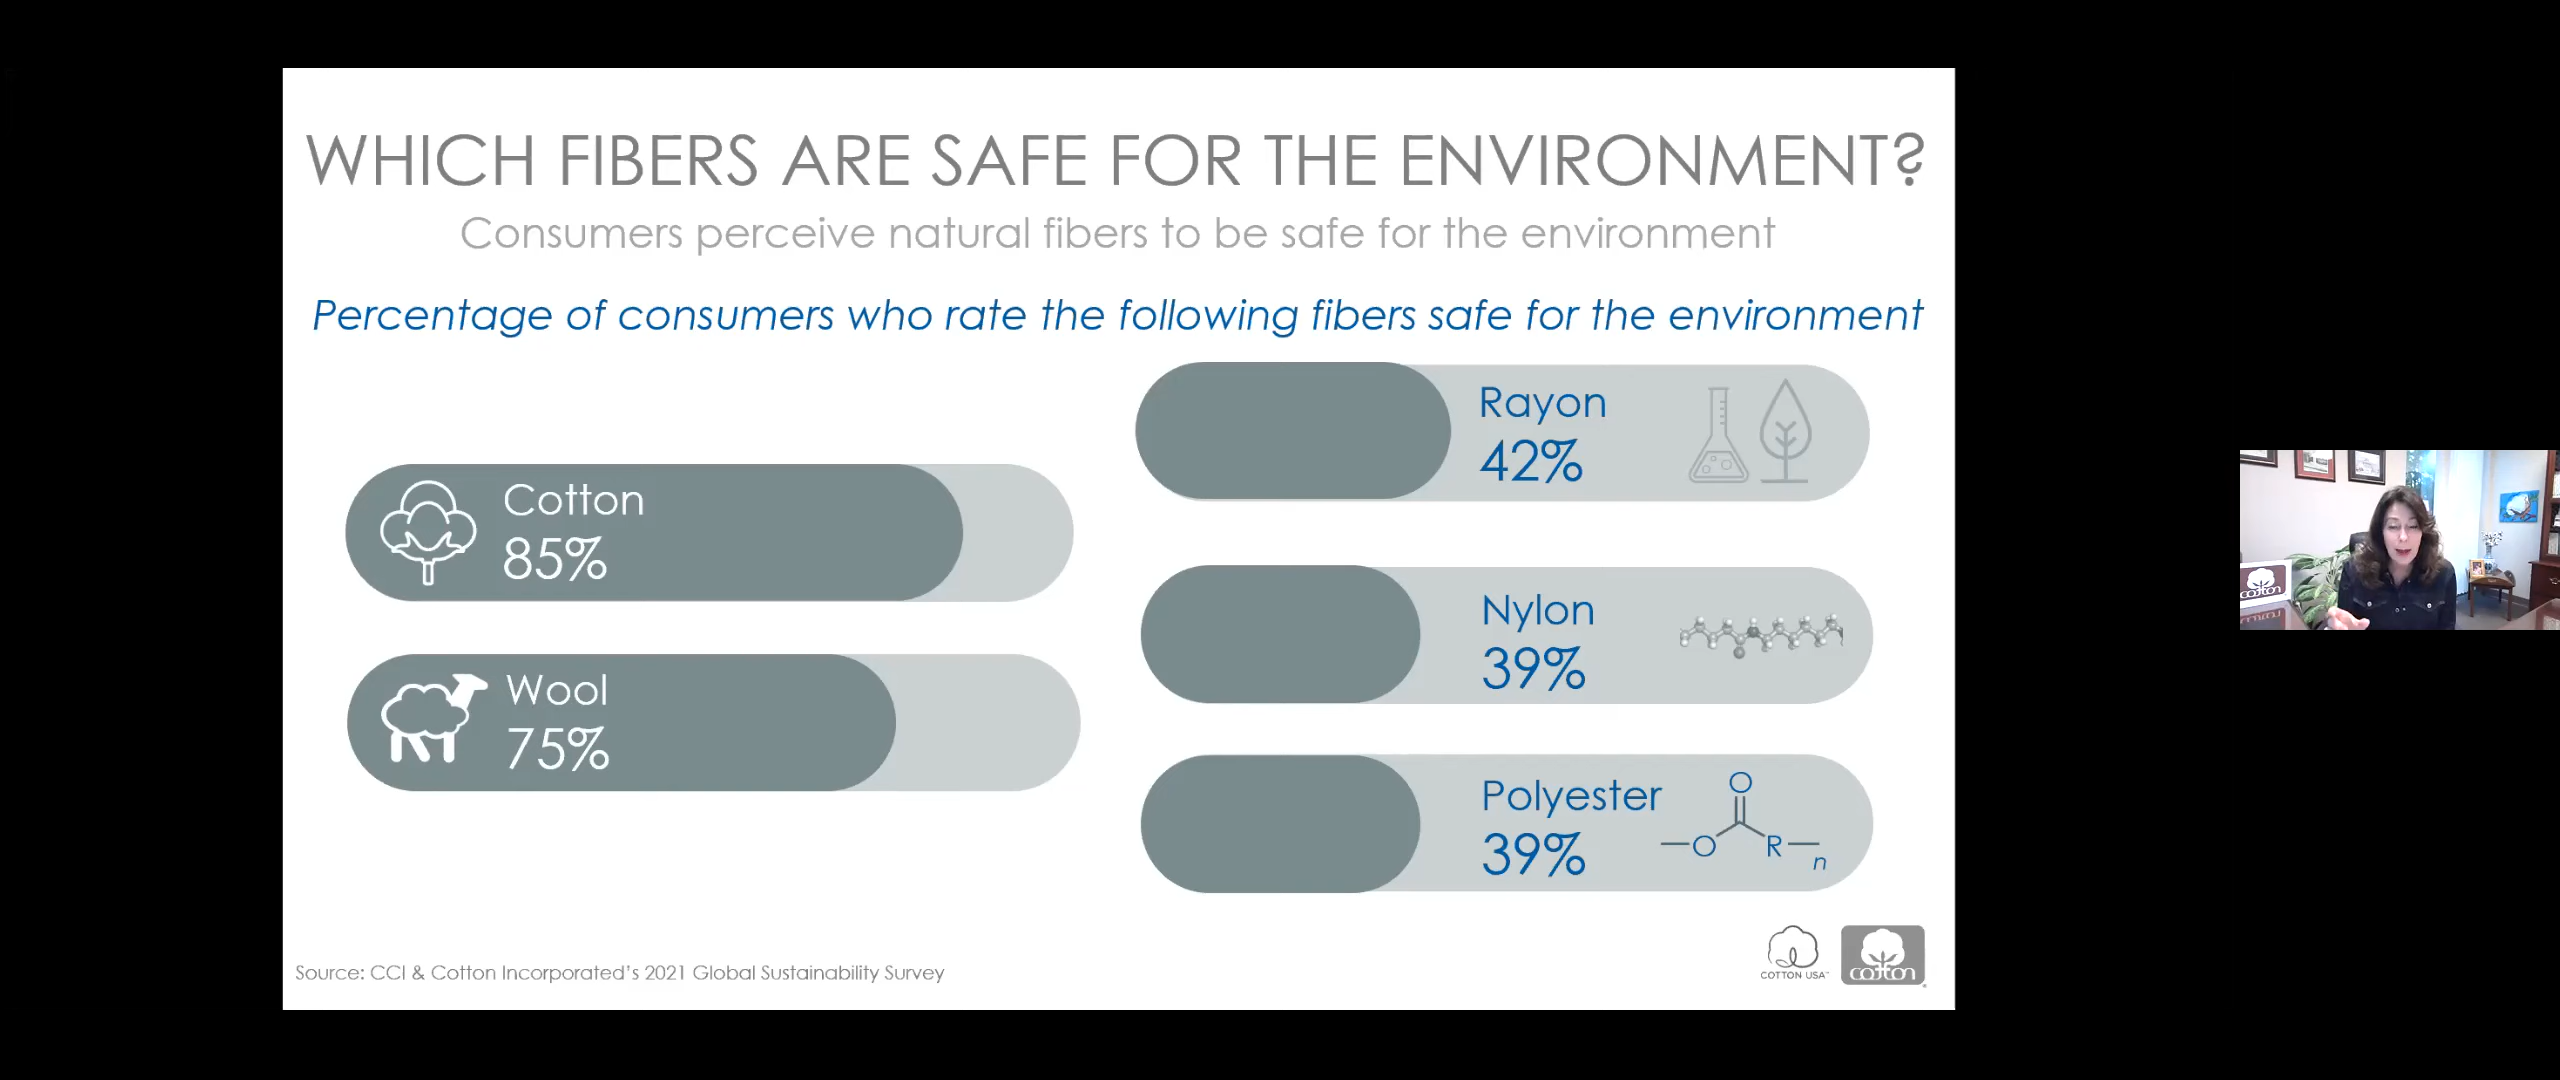 WHICH FIBERS ARE SAFE FOR THE ENVIRONMENT?
Consumers perceive natural fibers to be safe for the environment
Percentage of consumers who rate the following fibers safe for the environment
Cotton
85%
Wool
75%
Rayon
42%
Nylon
39%
Polyester
39%
O
O
R
n
Source: CCI & Cotton Incorporated’s 2021 Global Sustainability Survey
COTTON USA™
cotton
cotton